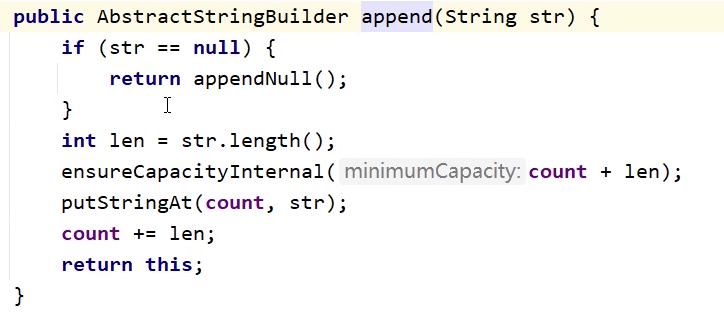 public AbstractStringBuilder append(String str) {
if (str == null) {
return appendNull();
}
int len = str.length();
ensureCapacityInternal( minimumCapacity: count + len);
putStringAt(count, str);
count += len;
return this;
}